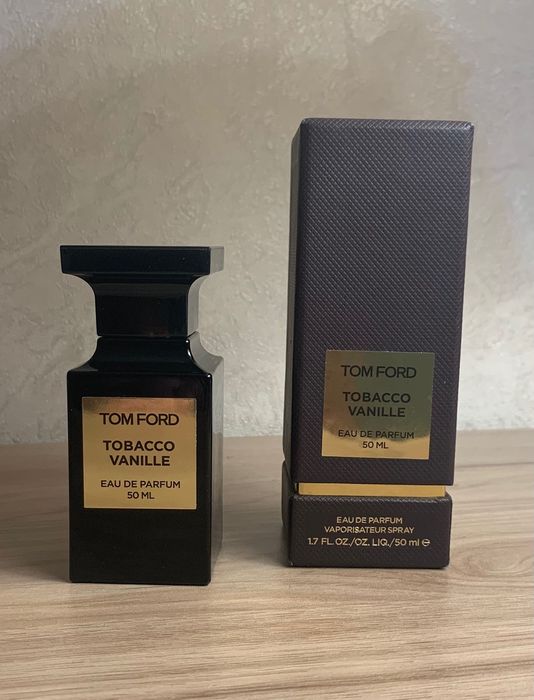 TOM FORD
TOBACCO
VANILLE
EAU DE PARFUM
50 ML
TOM FORD
TOBACCO
VANILLE
EAU DE PARFUM
50 ML
EAU DE PARFUM
VAPORISATEUR SPRAY
1.7 FL.OZ./OZ. LIQ./50 ml ℮